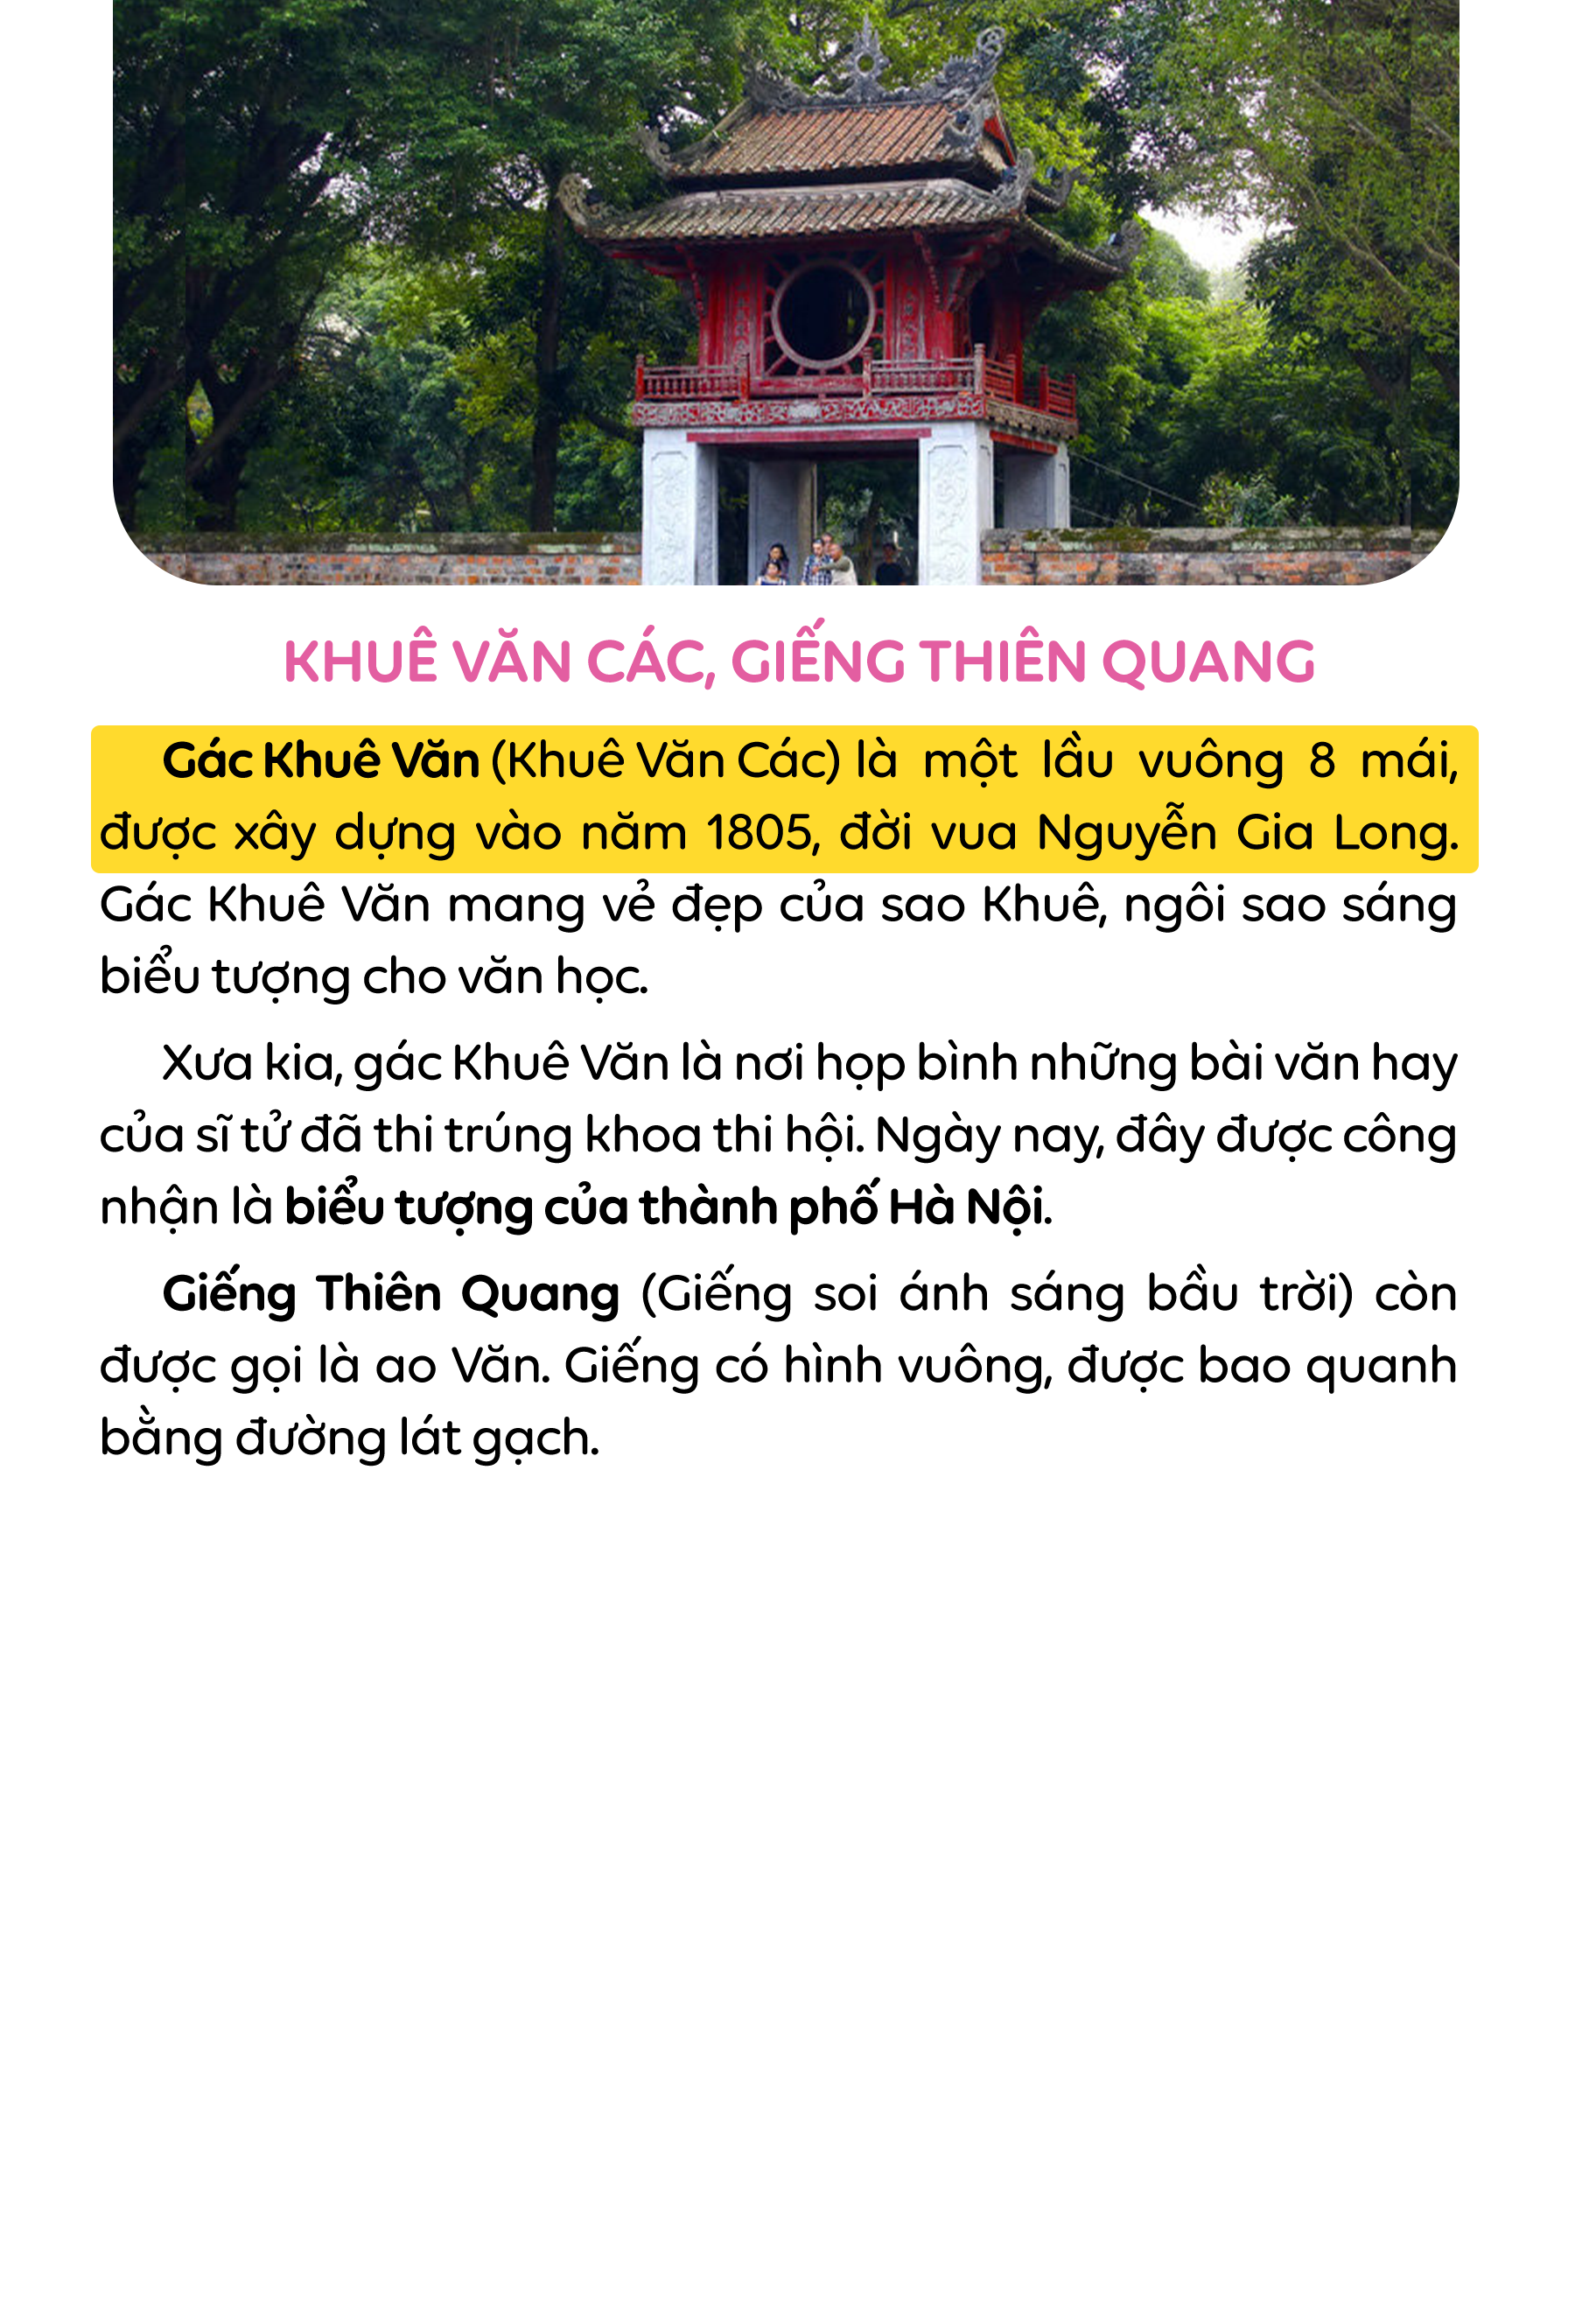 KHUÊ VĂN CÁC, GIẾNG THIÊN QUANG
Gác Khuê Văn (Khuê Văn Các) là một lầu vuông 8 mái,
được xây dựng vào năm 1805, đời vua Nguyễn Gia Long.
Gác Khuê Văn mang vẻ đẹp của sao Khuê, ngôi sao sáng
biểu tượng cho văn học.
Xưa kia, gác Khuê Văn là nơi họp bình những bài văn hay
của sĩ tử đã thi trúng khoa thi hội. Ngày nay, đây được công
nhận là biểu tượng của thành phố Hà Nội.
Giếng Thiên Quang (Giếng soi ánh sáng bầu trời) còn
được gọi là ao Văn. Giếng có hình vuông, được bao quanh
bằng đường lát gạch.